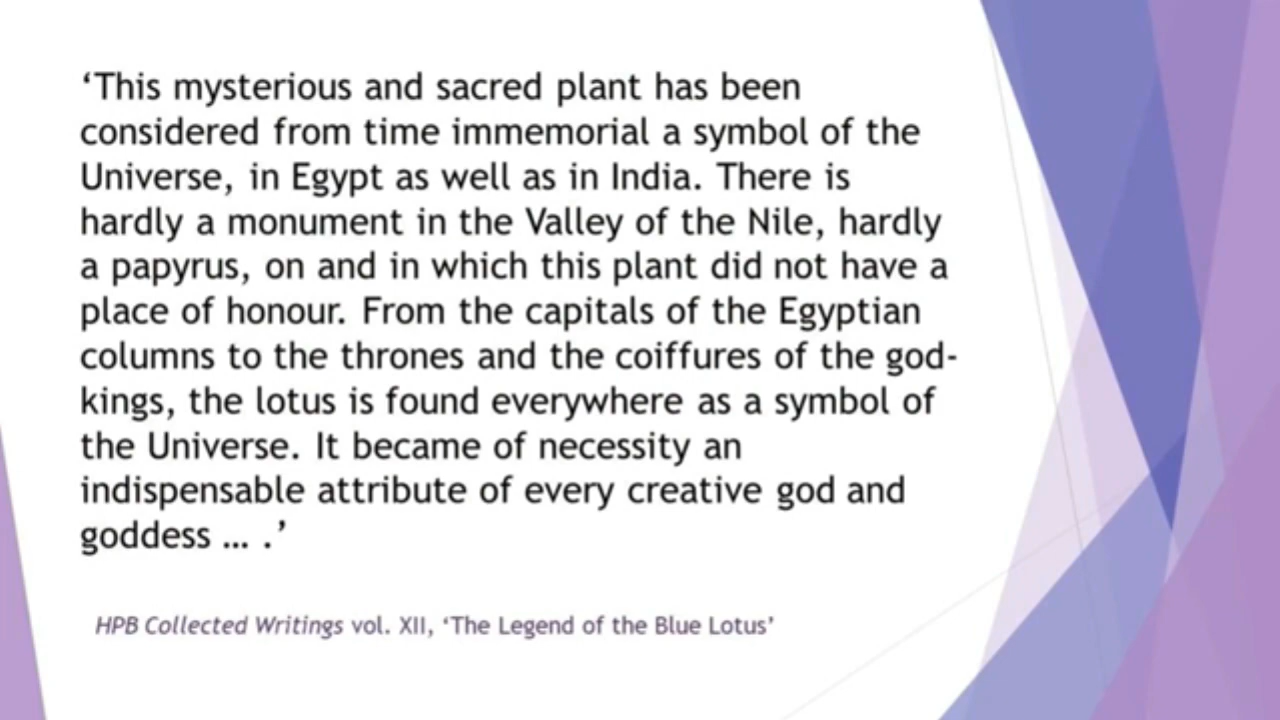 ‘This mysterious and sacred plant has been
considered from time immemorial a symbol of the
Universe, in Egypt as well as in India. There is
hardly a monument in the Valley of the Nile, hardly
a papyrus, on and in which this plant did not have a
place of honour. From the capitals of the Egyptian
columns to the thrones and the coiffures of the god-
kings, the lotus is found everywhere as a symbol of
the Universe. It became of necessity an
indispensable attribute of every creative god and
goddess … .’
HPB Collected Writings vol. XII, ‘The Legend of the Blue Lotus’